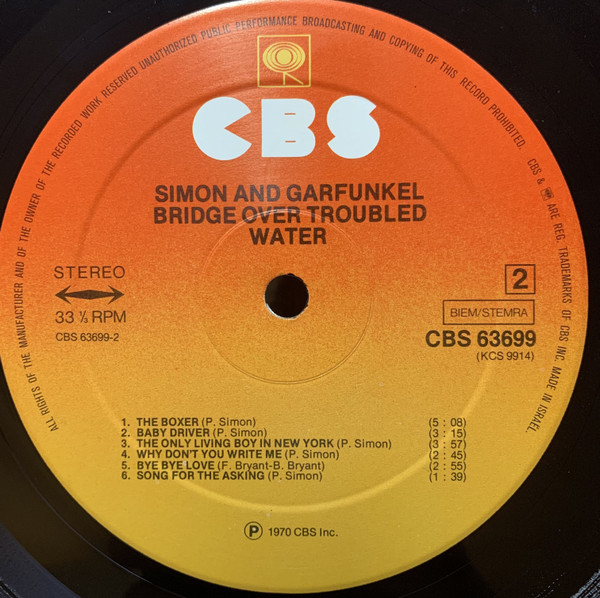 ALL RIGHTS OF THE MANUFACTURER AND OF THE OWNER OF THE RECORDED WORK RESERVED UNAUTHORIZED PUBLIC PERFORMANCE BROADCASTING AND COPYING OF THIS RECORD PROHIBITED. CBS & ARE REG. TRADEMARKS OF CBS INC. MADE IN ISRAEL.
CBS
SIMON AND GARFUNKEL
BRIDGE OVER TROUBLED
WATER
STEREO
33 ⅓ RPM
CBS 63699-2
2
BIEM/STEMRA
CBS 63699
(KCS 9914)
1. THE BOXER (P. Simon) (5 : 08)
2. BABY DRIVER (P. Simon) (3 : 15)
3. THE ONLY LIVING BOY IN NEW YORK (P. Simon) (3 : 57)
4. WHY DON'T YOU WRITE ME (P. Simon) (2 : 45)
5. BYE BYE LOVE (F. Bryant-B. Bryant) (2 : 55)
6. SONG FOR THE ASKING (P. Simon) (1 : 39)
Ⓟ 1970 CBS Inc.